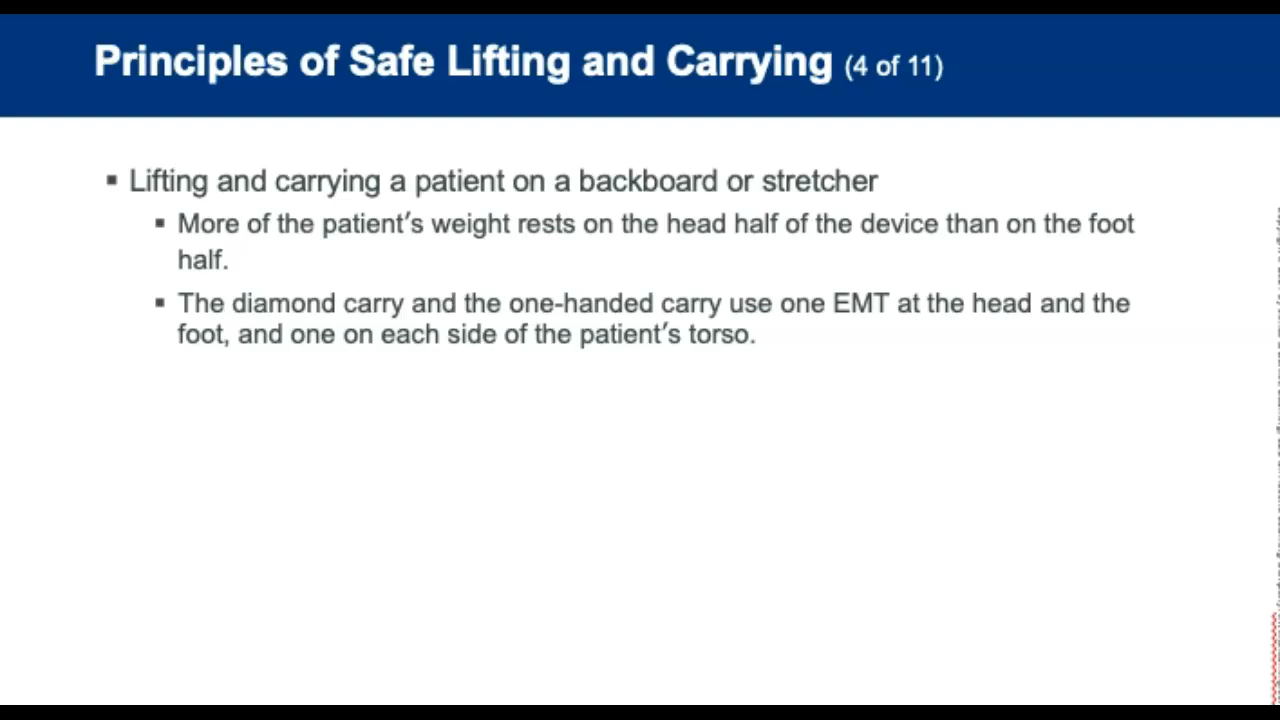 Principles of Safe Lifting and Carrying (4 of 11)
▪ Lifting and carrying a patient on a backboard or stretcher
▪ More of the patient’s weight rests on the head half of the device than on the foot
half.
▪ The diamond carry and the one-handed carry use one EMT at the head and the
foot, and one on each side of the patient’s torso.